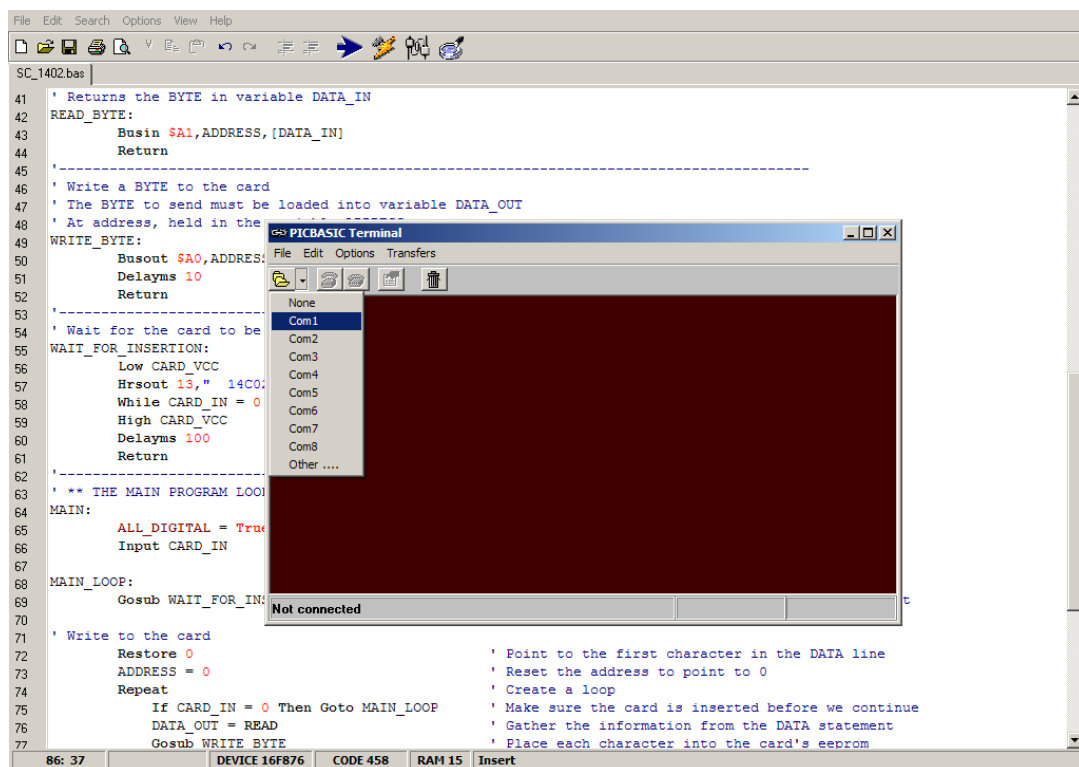 File Edit Search Options View Help
SC_1402.bas
41 ' Returns the BYTE in variable DATA_IN
42 READ_BYTE:
43 Busin $A1,ADDRESS,[DATA_IN]
44 Return
45 '--------------------------------------------------------------------------------
46 ' Write a BYTE to the card
47 ' The BYTE to send must be loaded into variable DATA_OUT
48 ' At address, held in the
49 WRITE_BYTE:
50 Busout $A0,ADDRESS
51 Delayms 10
52 Return
53 '-------------------------
54 ' Wait for the card to be
55 WAIT_FOR_INSERTION:
56 Low CARD_VCC
57 Hrsout 13," 14C02
58 While CARD_IN = 0
59 High CARD_VCC
60 Delayms 100
61 Return
62 '-------------------------
63 ' ** THE MAIN PROGRAM LOOP
64 MAIN:
65 ALL_DIGITAL = True
66 Input CARD_IN
67
68 MAIN_LOOP:
69 Gosub WAIT_FOR_INS t
70
71 ' Write to the card
72 Restore 0 ' Point to the first character in the DATA line
73 ADDRESS = 0 ' Reset the address to point to 0
74 Repeat ' Create a loop
75 If CARD_IN = 0 Then Goto MAIN_LOOP ' Make sure the card is inserted before we continue
76 DATA_OUT = READ ' Gather the information from the DATA statement
77 Gosub WRITE_BYTE ' Place each character into the card's eeprom
86: 37 DEVICE 16F876 CODE 458 RAM 15 Insert
PICBASIC Terminal
File Edit Options Transfers
None
Com1
Com2
Com3
Com4
Com5
Com6
Com7
Com8
Other ....
Not connected